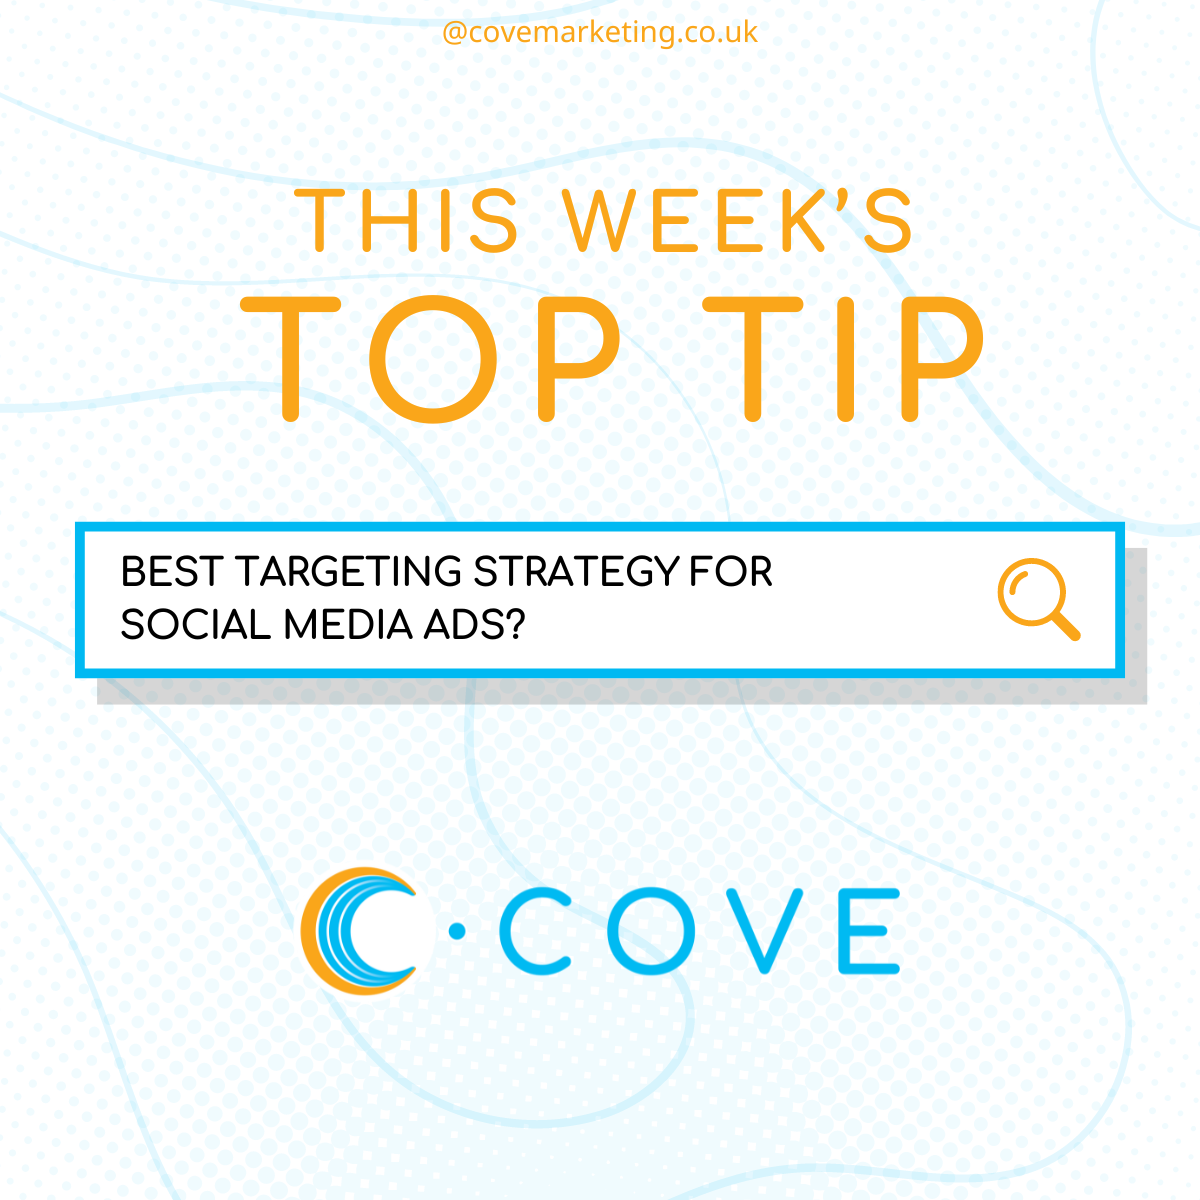 @covemarketing.co.uk
THIS WEEK’S
TOP TIP
BEST TARGETING STRATEGY FOR
SOCIAL MEDIA ADS?
COVE